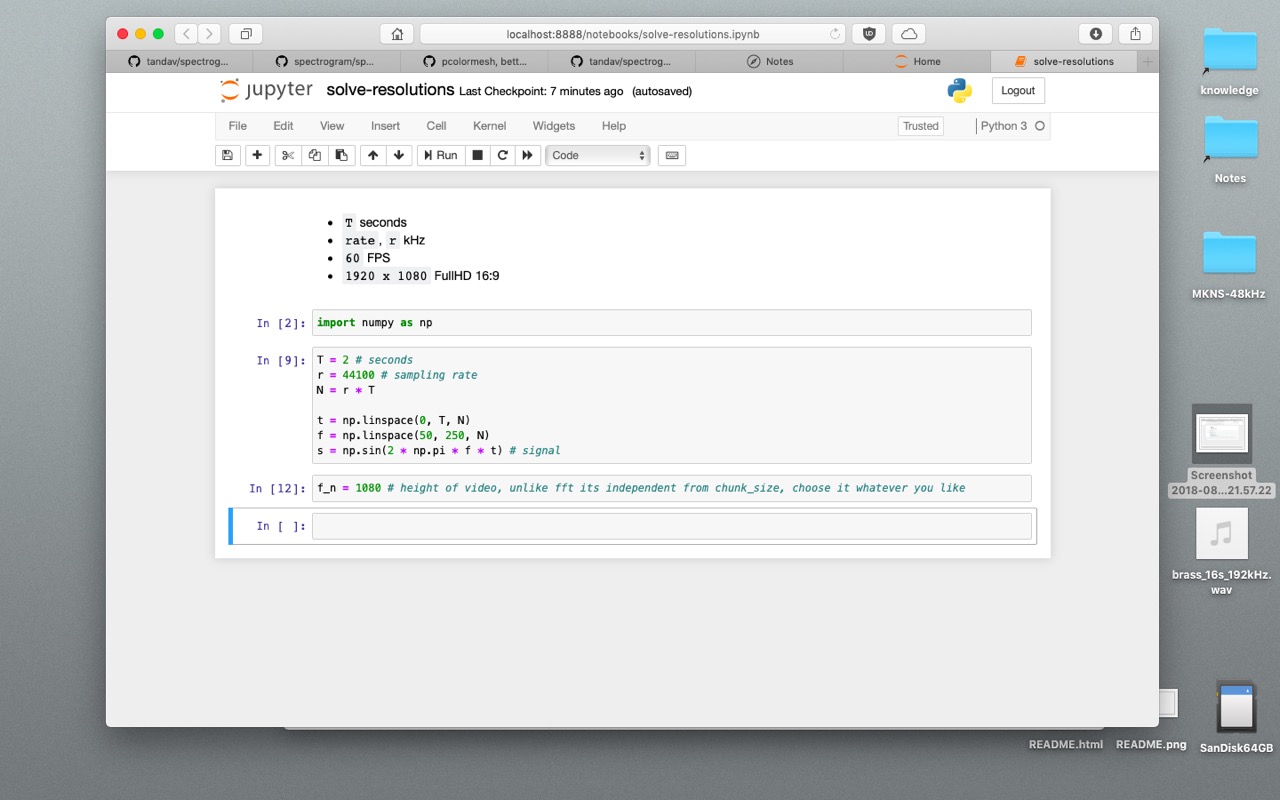 localhost:8888/notebooks/solve-resolutions.ipynb
tandav/spectrog...
spectrogram/sp...
pcolormesh, bett...
tandav/spectrog...
Notes
Home
solve-resolutions
jupyter solve-resolutions Last Checkpoint: 7 minutes ago (autosaved)
Logout
File Edit View Insert Cell Kernel Widgets Help
Trusted
Python 3
Run
Code
• T seconds
• rate, r kHz
• 60 FPS
• 1920 x 1080 FullHD 16:9
In [2]: import numpy as np
In [9]: T = 2 # seconds
r = 44100 # sampling rate
N = r * T
t = np.linspace(0, T, N)
f = np.linspace(50, 250, N)
s = np.sin(2 * np.pi * f * t) # signal
In [12]: f_n = 1080 # height of video, unlike fft its independent from chunk_size, choose it whatever you like
In [ ]:
knowledge
Notes
MKNS-48kHz
Screenshot
2018-08...21.57.22
brass_16s_192kHz.
wav
README.html
README.png
SanDisk64GB